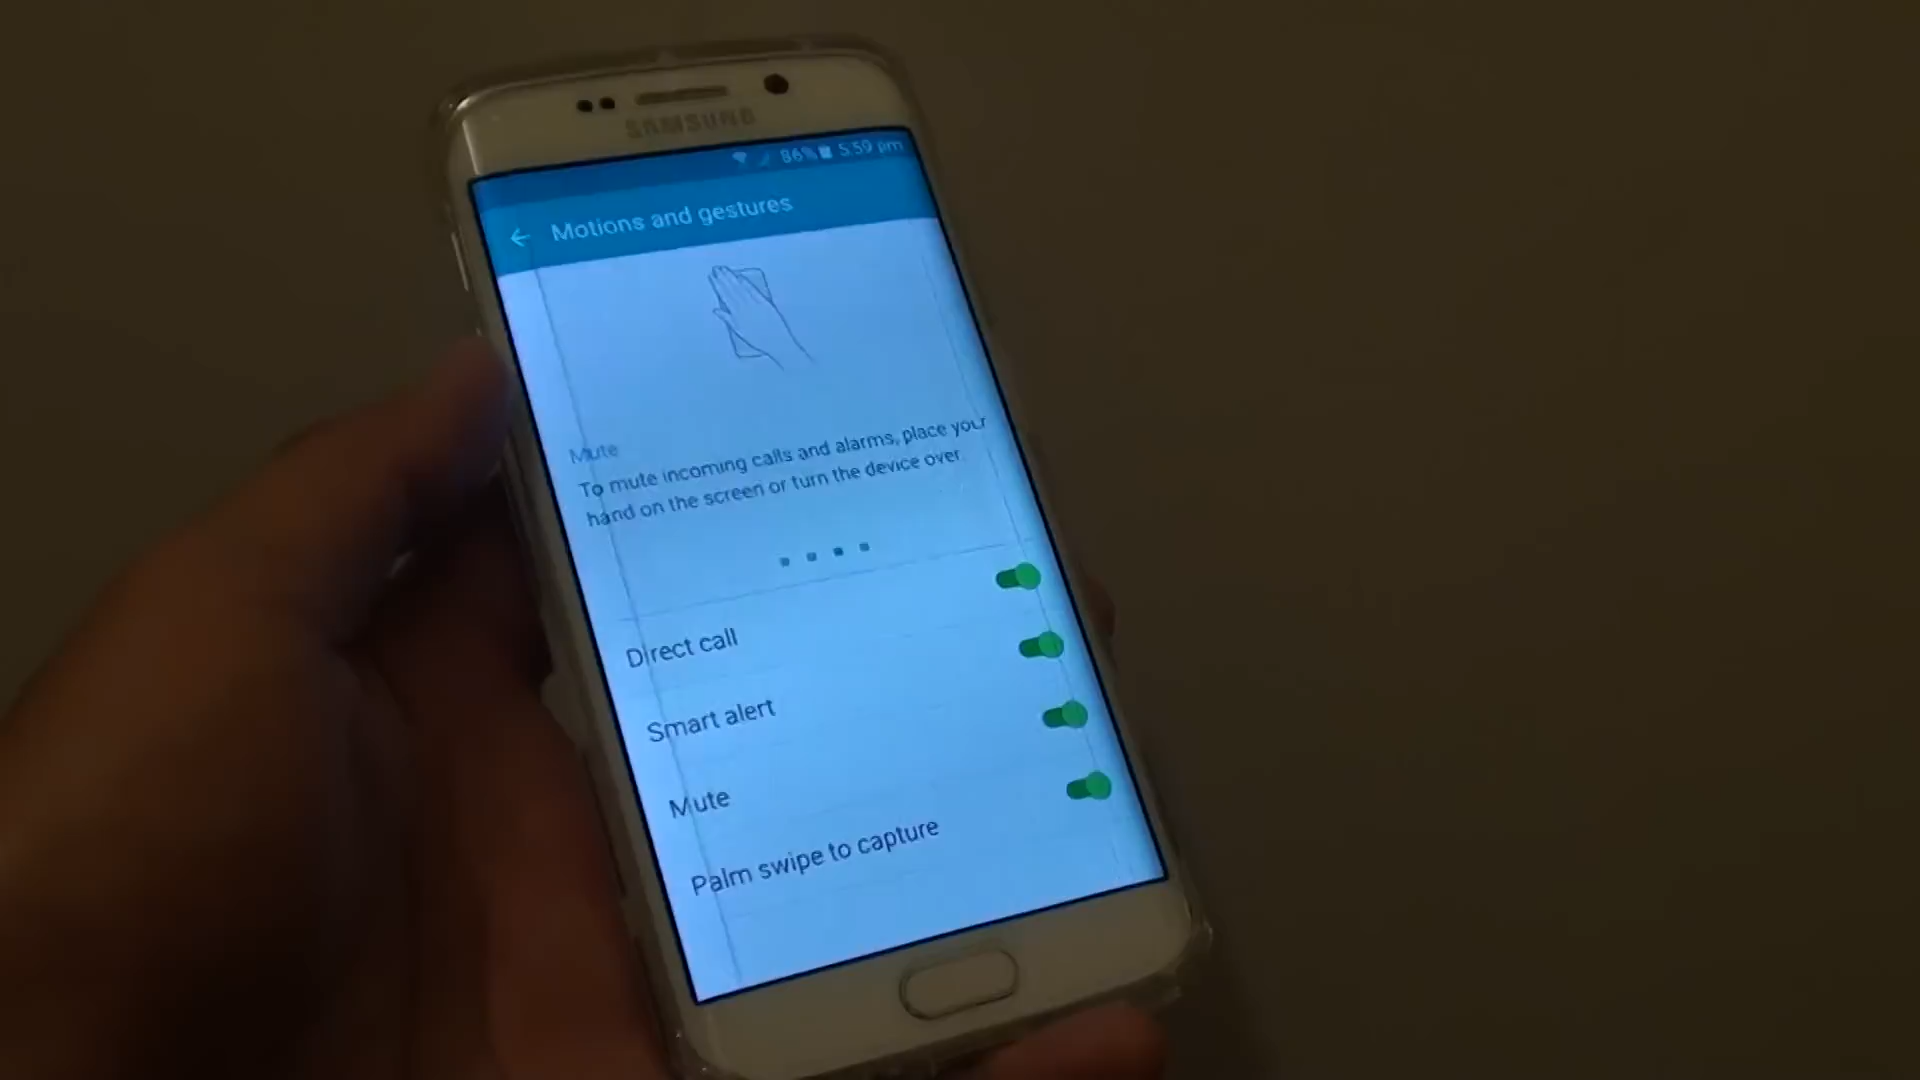 SAMSUNG
86% 5:59 pm
Motions and gestures
Mute
To mute incoming calls and alarms, place your
hand on the screen or turn the device over
Direct call
Smart alert
Mute
Palm swipe to capture